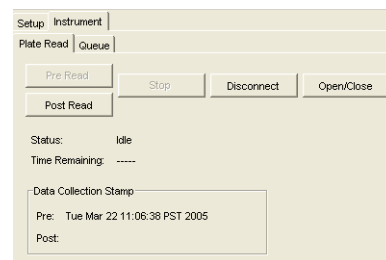 Setup Instrument
Plate Read Queue
Pre Read
Stop Disconnect Open/Close
Post Read
Status: Idle
Time Remaining: -----
Data Collection Stamp
Pre: Tue Mar 22 11:06:38 PST 2005
Post: